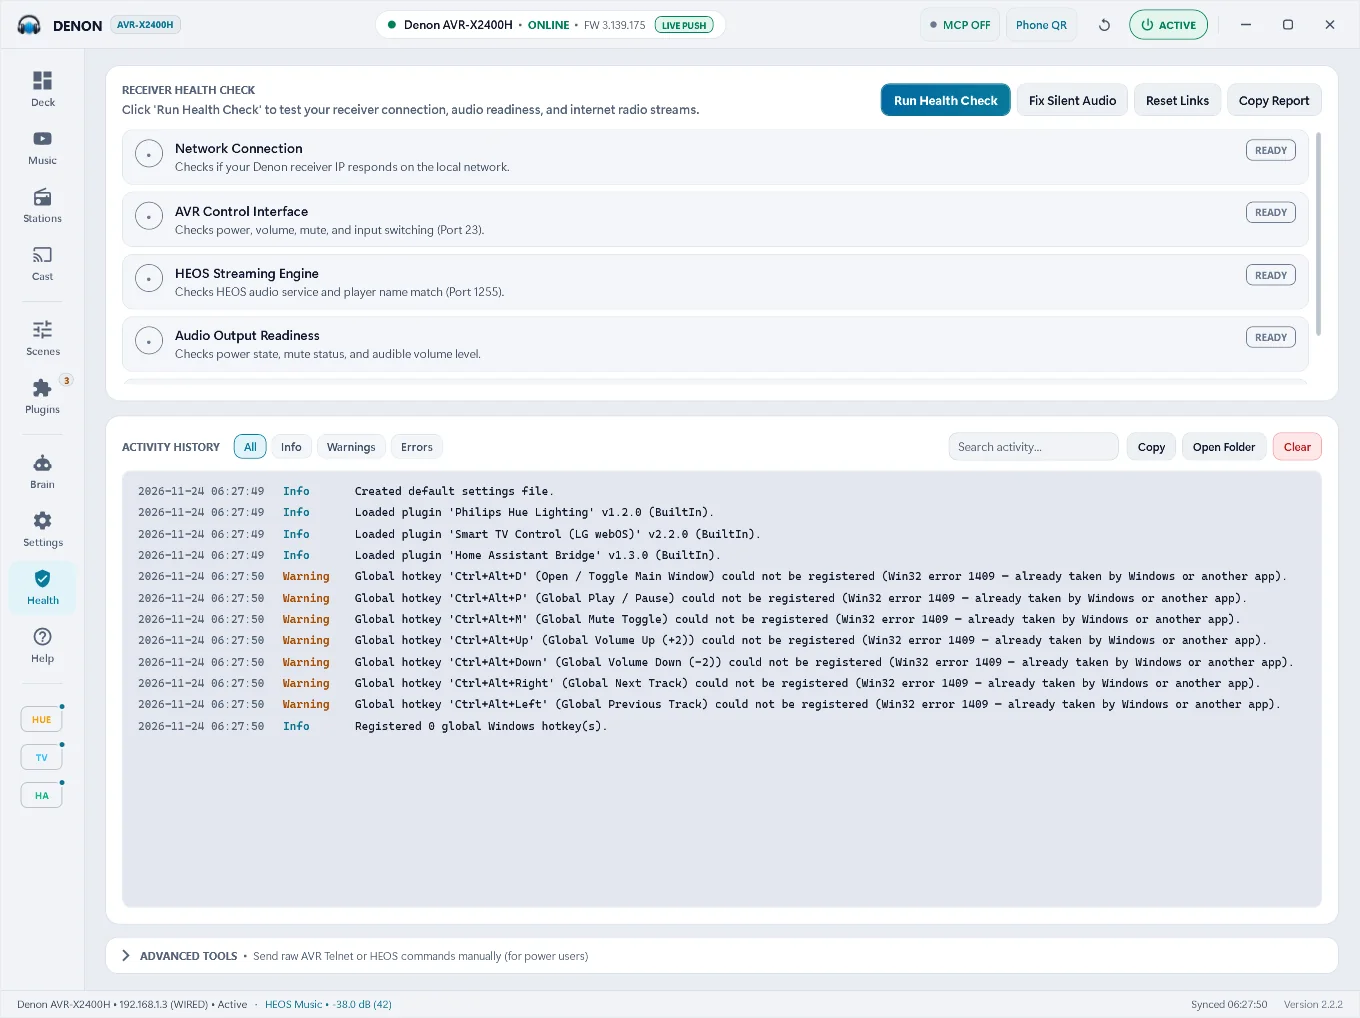 DENON AVR-X2400H
Denon AVR-X2400H • ONLINE • FW 3.139.175 LIVE PUSH
MCP OFF
Phone QR
ACTIVE
Deck
Music
Stations
Cast
Scenes
3
Plugins
Brain
Settings
Health
Help
HUE
TV
HA
RECEIVER HEALTH CHECK
Click 'Run Health Check' to test your receiver connection, audio readiness, and internet radio streams.
Run Health Check
Fix Silent Audio
Reset Links
Copy Report
Network Connection
Checks if your Denon receiver IP responds on the local network.
READY
AVR Control Interface
Checks power, volume, mute, and input switching (Port 23).
READY
HEOS Streaming Engine
Checks HEOS audio service and player name match (Port 1255).
READY
Audio Output Readiness
Checks power state, mute status, and audible volume level.
READY
ACTIVITY HISTORY
All
Info
Warnings
Errors
Search activity...
Copy
Open Folder
Clear
2026-11-24 06:27:49 Info Created default settings file.
2026-11-24 06:27:49 Info Loaded plugin 'Philips Hue Lighting' v1.2.0 (BuiltIn).
2026-11-24 06:27:49 Info Loaded plugin 'Smart TV Control (LG webOS)' v2.2.0 (BuiltIn).
2026-11-24 06:27:49 Info Loaded plugin 'Home Assistant Bridge' v1.3.0 (BuiltIn).
2026-11-24 06:27:50 Warning Global hotkey 'Ctrl+Alt+D' (Open / Toggle Main Window) could not be registered (Win32 error 1409 — already taken by Windows or another app).
2026-11-24 06:27:50 Warning Global hotkey 'Ctrl+Alt+P' (Global Play / Pause) could not be registered (Win32 error 1409 — already taken by Windows or another app).
2026-11-24 06:27:50 Warning Global hotkey 'Ctrl+Alt+M' (Global Mute Toggle) could not be registered (Win32 error 1409 — already taken by Windows or another app).
2026-11-24 06:27:50 Warning Global hotkey 'Ctrl+Alt+Up' (Global Volume Up (+2)) could not be registered (Win32 error 1409 — already taken by Windows or another app).
2026-11-24 06:27:50 Warning Global hotkey 'Ctrl+Alt+Down' (Global Volume Down (-2)) could not be registered (Win32 error 1409 — already taken by Windows or another app).
2026-11-24 06:27:50 Warning Global hotkey 'Ctrl+Alt+Right' (Global Next Track) could not be registered (Win32 error 1409 — already taken by Windows or another app).
2026-11-24 06:27:50 Warning Global hotkey 'Ctrl+Alt+Left' (Global Previous Track) could not be registered (Win32 error 1409 — already taken by Windows or another app).
2026-11-24 06:27:50 Info Registered 0 global Windows hotkey(s).
ADVANCED TOOLS • Send raw AVR Telnet or HEOS commands manually (for power users)
Denon AVR-X2400H • 192.168.1.3 (WIRED) • Active · HEOS Music • -38.0 dB (42)
Synced 06:27:50 Version 2.2.2